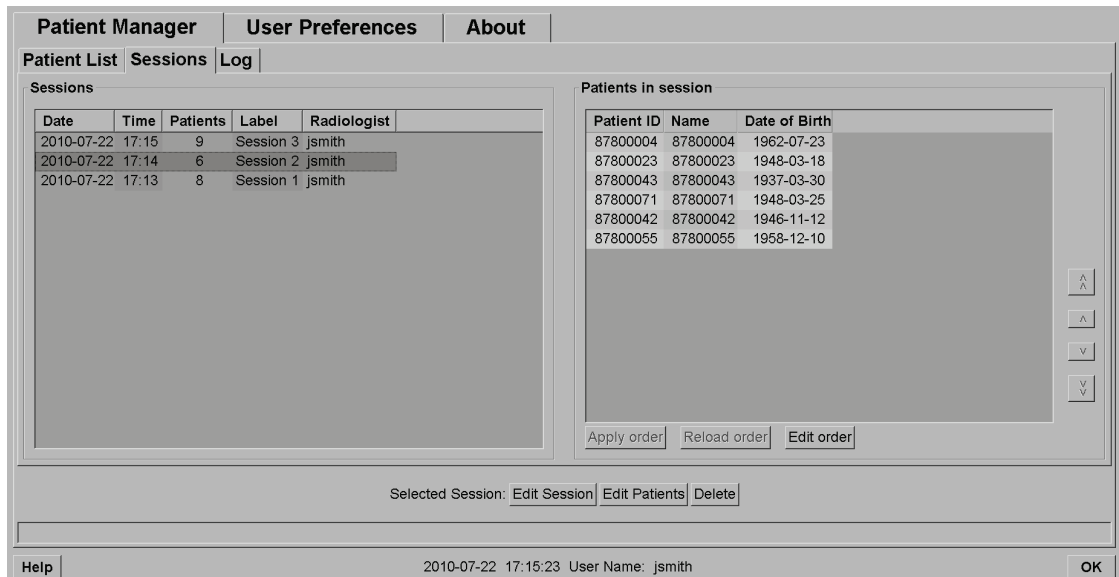 Patient Manager User Preferences About
Patient List Sessions Log
Sessions
Date Time Patients Label Radiologist
2010-07-22 17:15 9 Session 3 jsmith
2010-07-22 17:14 6 Session 2 jsmith
2010-07-22 17:13 8 Session 1 jsmith
Patients in session
Patient ID Name Date of Birth
87800004 87800004 1962-07-23
87800023 87800023 1948-03-18
87800043 87800043 1937-03-30
87800071 87800071 1948-03-25
87800042 87800042 1946-11-12
87800055 87800055 1958-12-10
Apply order Reload order Edit order
Selected Session: Edit Session Edit Patients Delete
Help 2010-07-22 17:15:23 User Name: jsmith OK